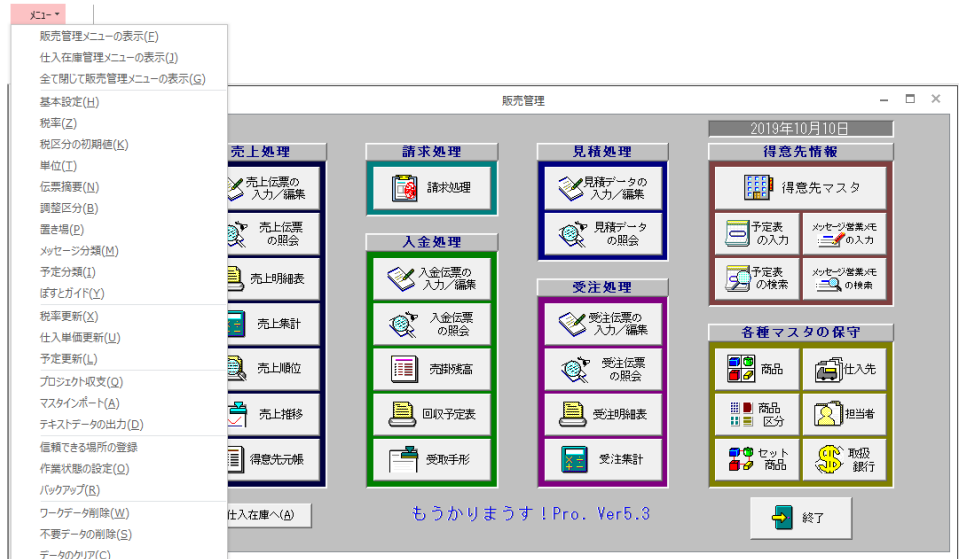 メニュー
販売管理メニューの表示(F)
仕入在庫管理メニューの表示(J)
全て閉じて販売管理メニューの表示(G)
基本設定(H)
税率(Z)
税区分の初期値(K)
単位(T)
伝票摘要(N)
調整区分(B)
置き場(P)
メッセージ分類(M)
予定分類(I)
ぽすとガイド(Y)
税率更新(X)
仕入単価更新(U)
予定更新(L)
プロジェクト収支(Q)
マスタインポート(A)
テキストデータの出力(D)
信頼できる場所の登録
作業状態の設定(O)
バックアップ(R)
ワークデータ削除(W)
不要データの削除(S)
データのクリア(C)
販売管理
2019年10月10日
売上処理
売上伝票の
入力/編集
売上伝票
の照会
売上明細表
売上集計
売上順位
売上推移
得意先元帳
仕入在庫へ(A)
請求処理
請求処理
入金処理
入金伝票の
入力/編集
入金伝票
の照会
売掛残高
回収予定表
受取手形
見積処理
見積データの
入力/編集
見積データ
の照会
受注処理
受注伝票の
入力/編集
受注伝票
の照会
受注明細表
受注集計
得意先情報
得意先マスタ
予定表
の入力
メッセージ営業メモ
の入力
予定表
の検索
メッセージ営業メモ
の検索
各種マスタの保守
商品
仕入先
商品
区分
担当者
セット
商品
取扱
銀行
もうかりまうす！Pro. Ver5.3
終了